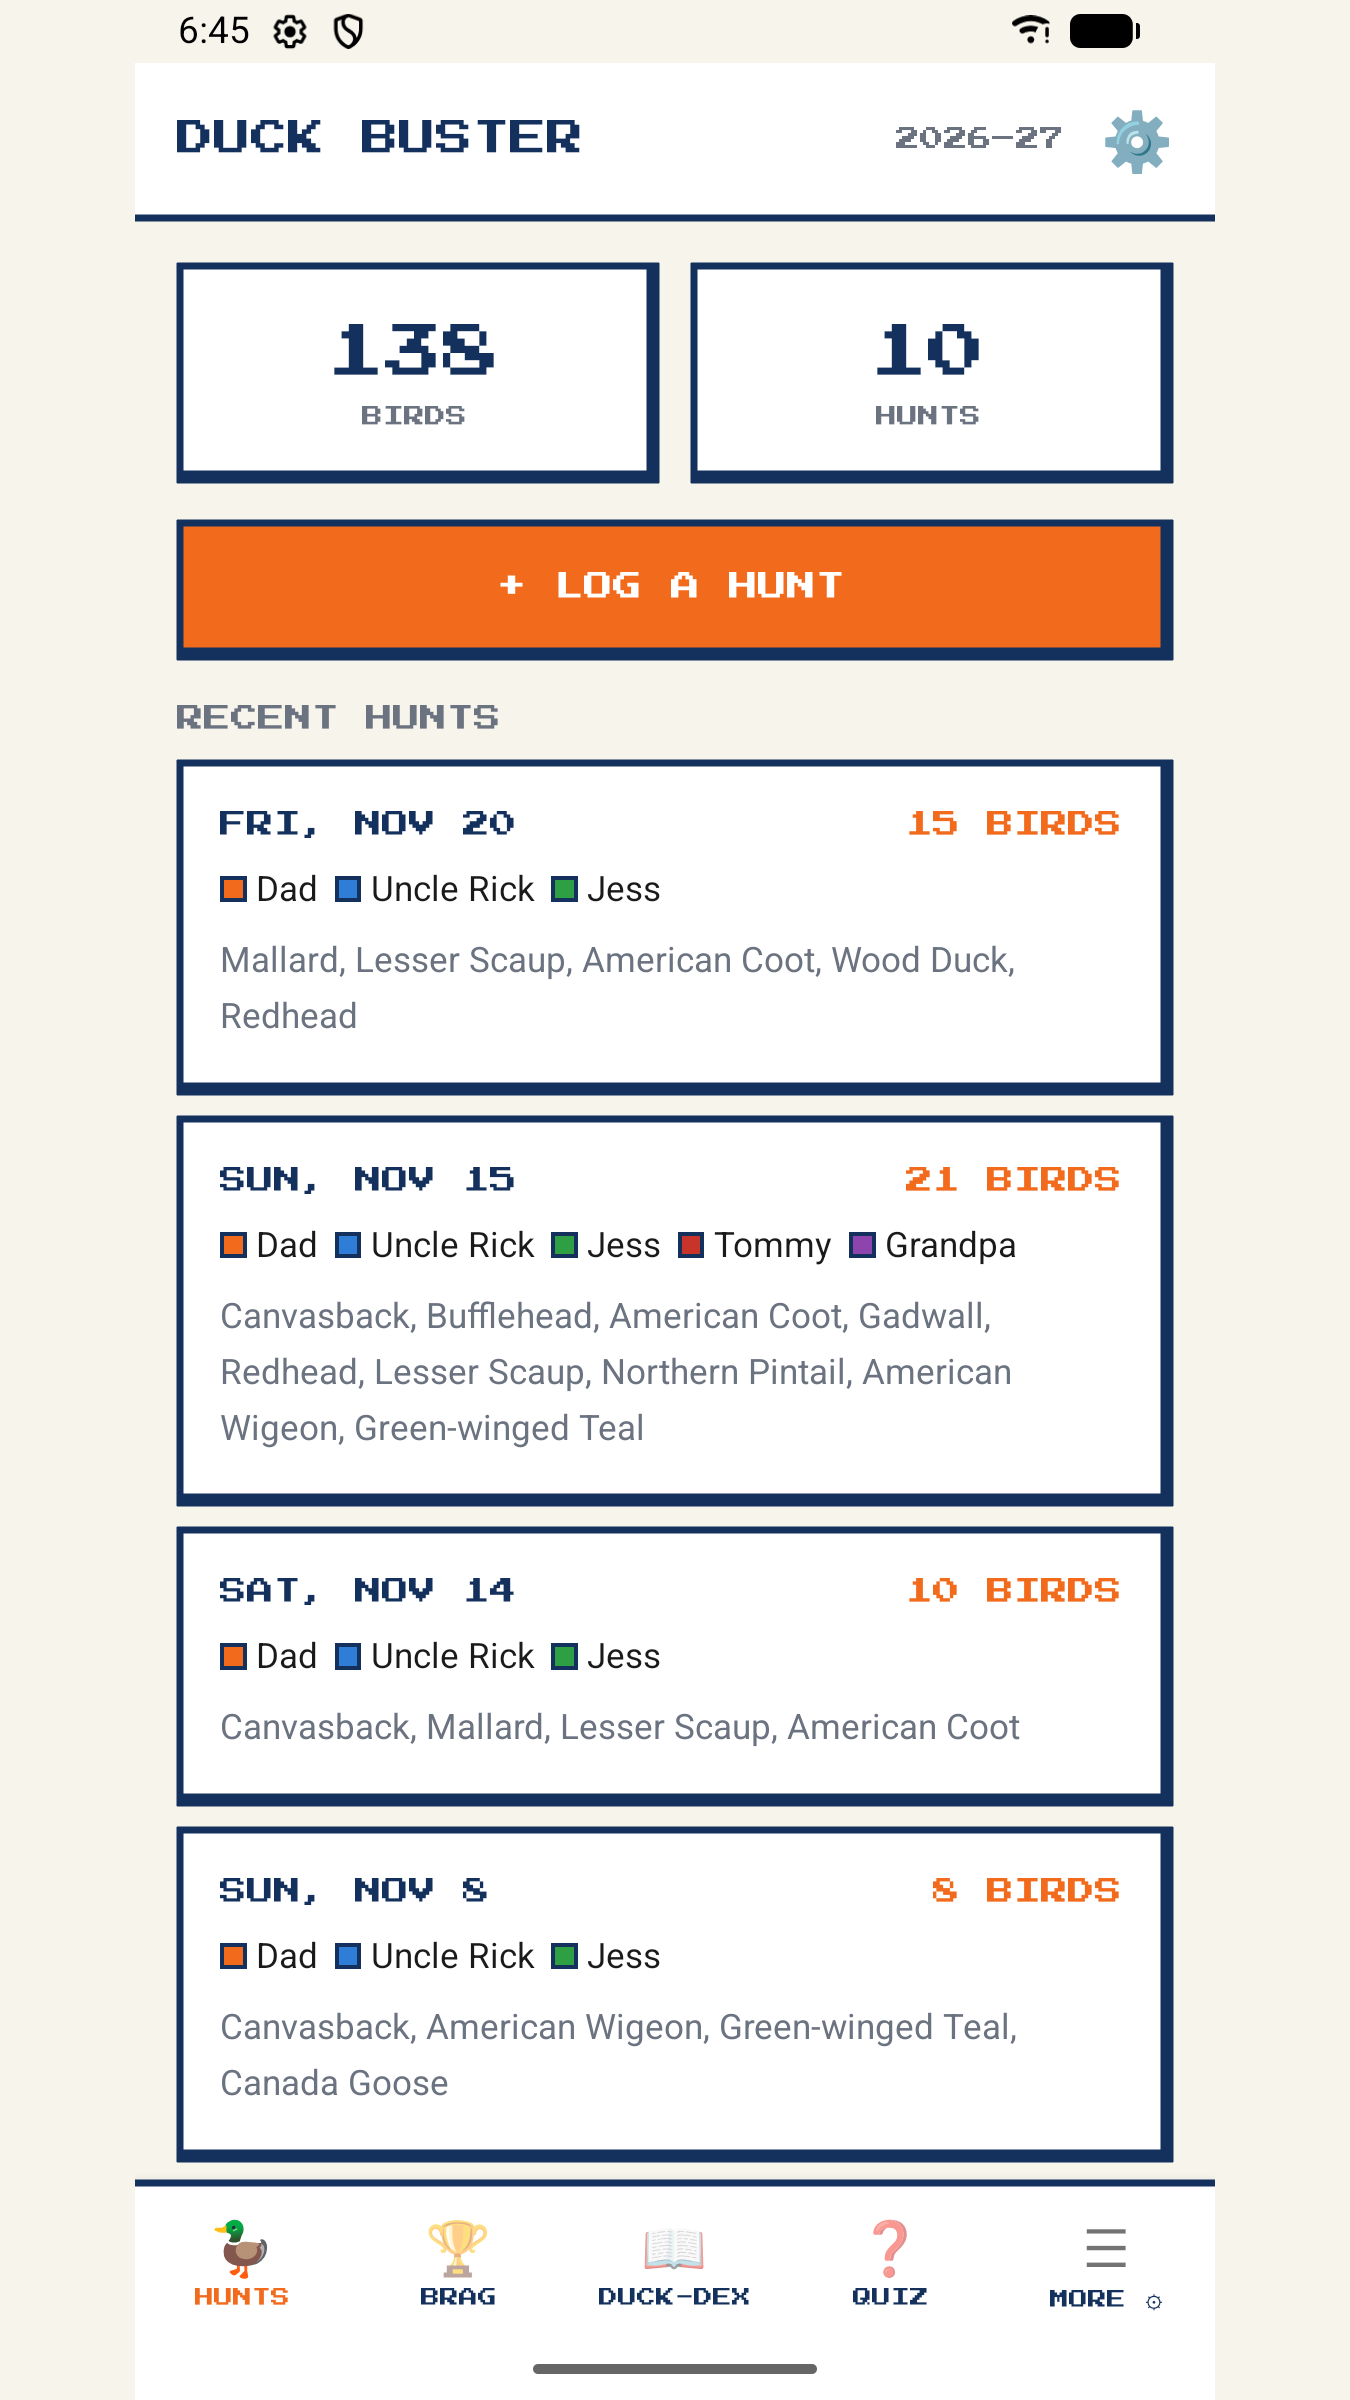 6:45
DUCK BUSTER
2026-27
138
BIRDS
10
HUNTS
+ LOG A HUNT
RECENT HUNTS
FRI, NOV 20
15 BIRDS
Dad Uncle Rick Jess
Mallard, Lesser Scaup, American Coot, Wood Duck,
Redhead
SUN, NOV 15
21 BIRDS
Dad Uncle Rick Jess Tommy Grandpa
Canvasback, Bufflehead, American Coot, Gadwall,
Redhead, Lesser Scaup, Northern Pintail, American
Wigeon, Green-winged Teal
SAT, NOV 14
10 BIRDS
Dad Uncle Rick Jess
Canvasback, Mallard, Lesser Scaup, American Coot
SUN, NOV 8
8 BIRDS
Dad Uncle Rick Jess
Canvasback, American Wigeon, Green-winged Teal,
Canada Goose
HUNTS
BRAG
DUCK-DEX
QUIZ
MORE